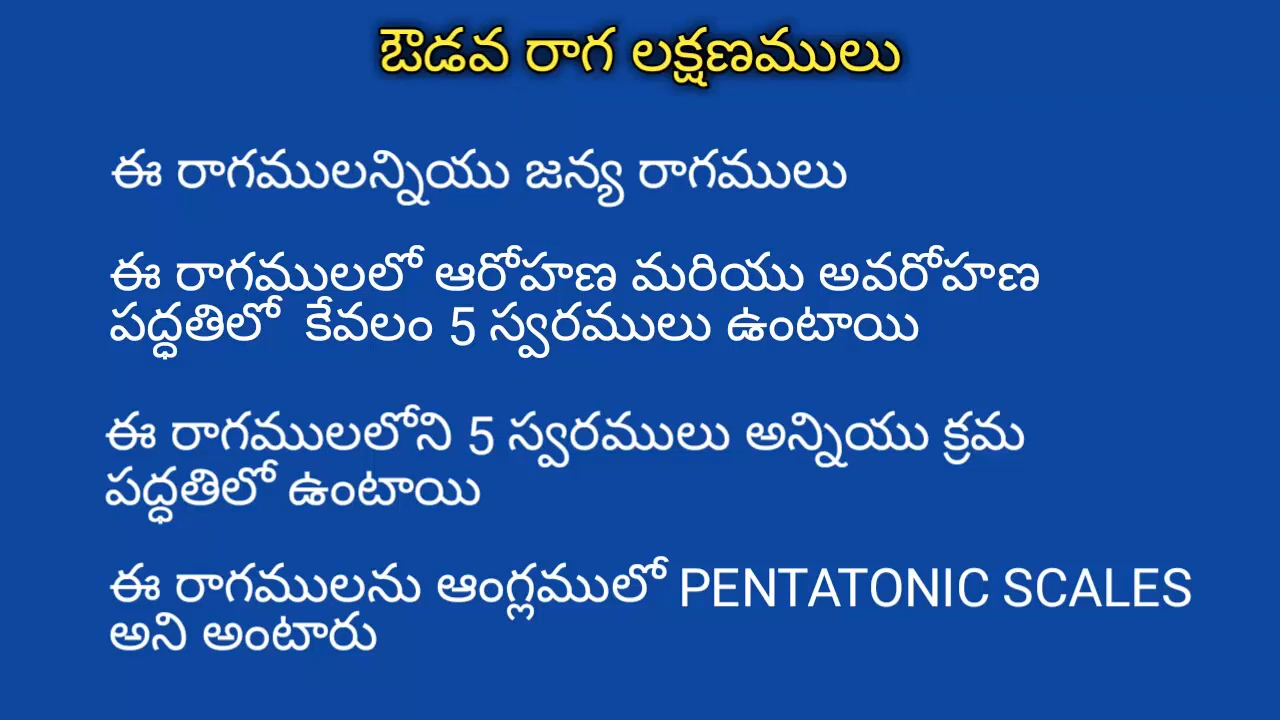 ఔడవ రాగ లక్షణములు
ఈ రాగములన్నియు జన్య రాగములు
ఈ రాగములలో ఆరోహణ మరియు అవరోహణ
పద్ధతిలో కేవలం 5 స్వరములు ఉంటాయి
ఈ రాగములలోని 5 స్వరములు అన్నియు క్రమ
పద్ధతిలో ఉంటాయి
ఈ రాగములను ఆంగ్లములో PENTATONIC SCALES
అని అంటారు